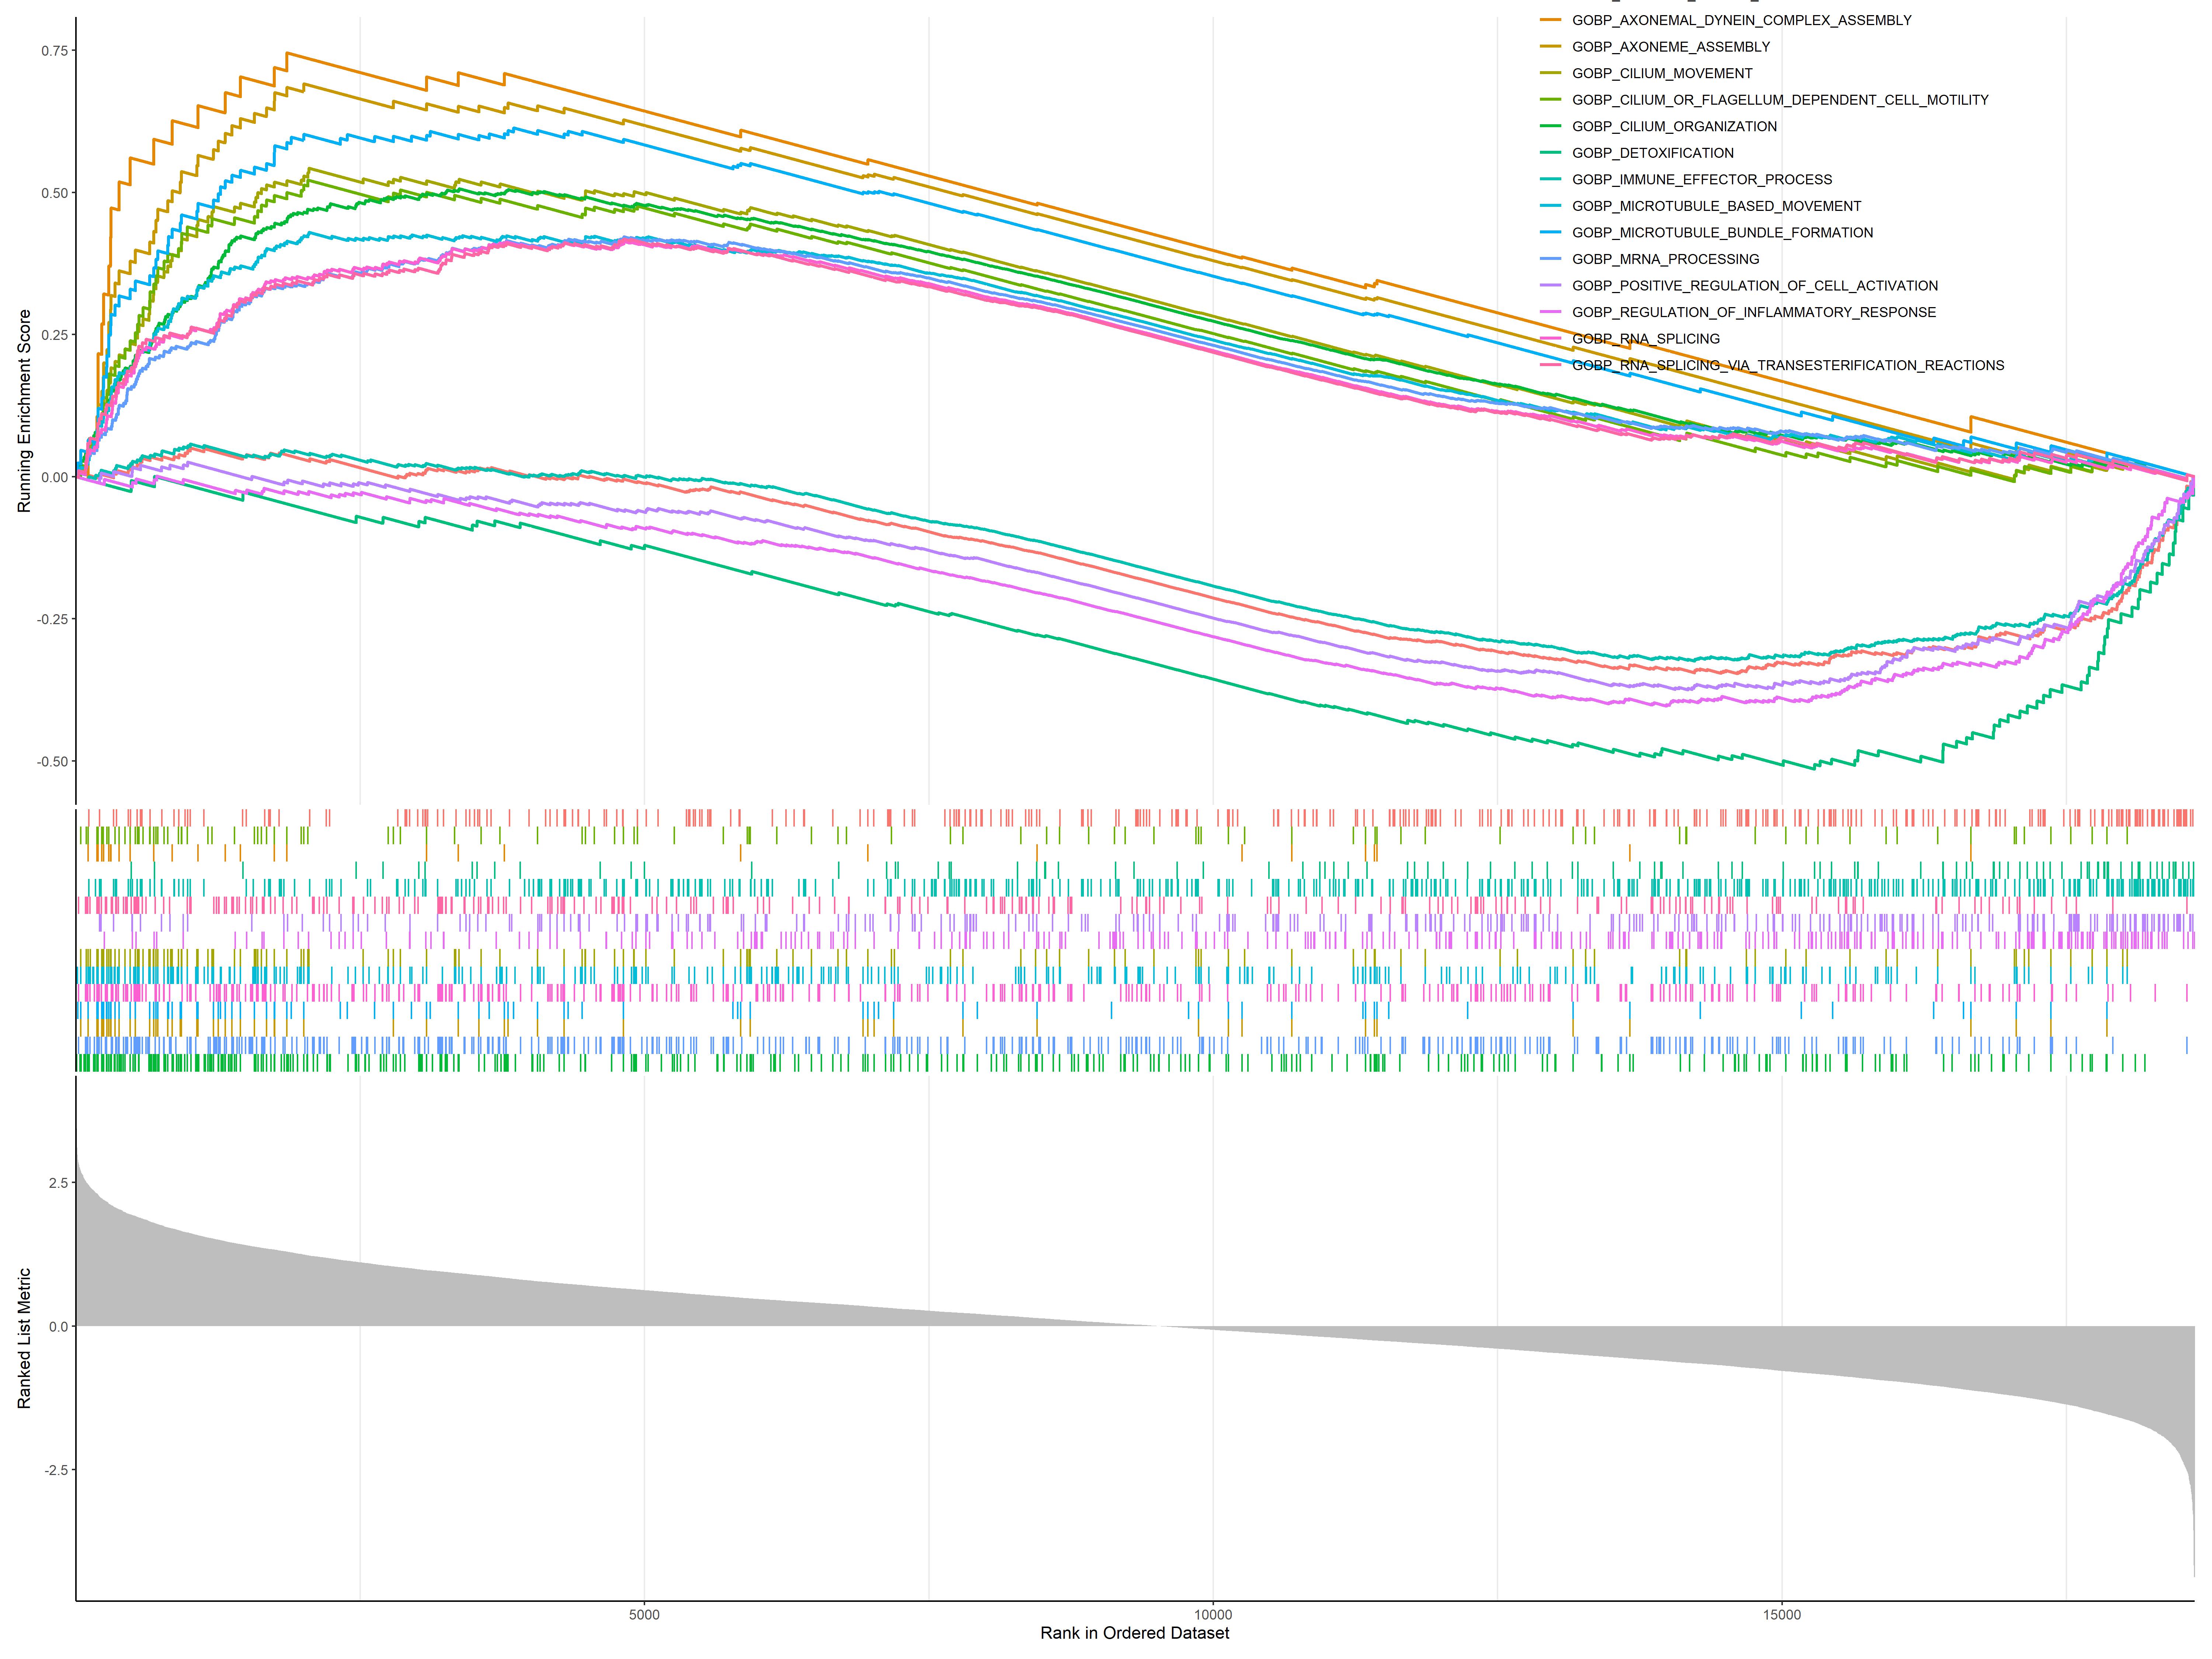 GOBP_AXONEMAL_DYNEIN_COMPLEX_ASSEMBLY
GOBP_AXONEME_ASSEMBLY
GOBP_CILIUM_MOVEMENT
GOBP_CILIUM_OR_FLAGELLUM_DEPENDENT_CELL_MOTILITY
GOBP_CILIUM_ORGANIZATION
GOBP_DETOXIFICATION
GOBP_IMMUNE_EFFECTOR_PROCESS
GOBP_MICROTUBULE_BASED_MOVEMENT
GOBP_MICROTUBULE_BUNDLE_FORMATION
GOBP_MRNA_PROCESSING
GOBP_POSITIVE_REGULATION_OF_CELL_ACTIVATION
GOBP_REGULATION_OF_INFLAMMATORY_RESPONSE
GOBP_RNA_SPLICING
GOBP_RNA_SPLICING_VIA_TRANSESTERIFICATION_REACTIONS
Running Enrichment Score
0.75
0.50
0.25
0.00
-0.25
-0.50
Ranked List Metric
2.5
0.0
-2.5
5000
10000
15000
Rank in Ordered Dataset